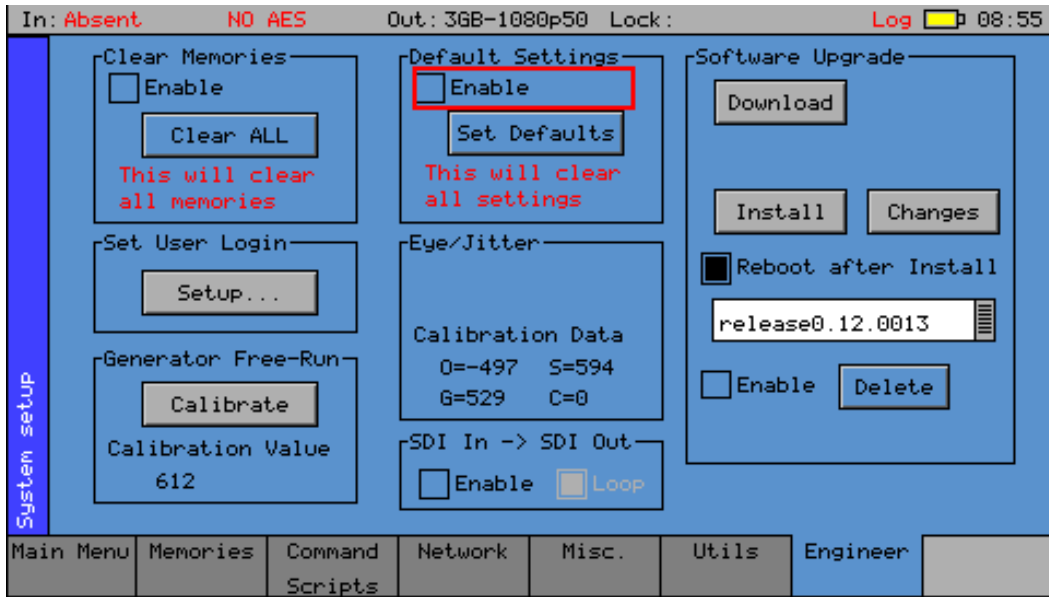 In: Absent NO AES Out: 3GB-1080p50 Lock: Log 08:55
Clear Memories
Enable
Clear ALL
This will clear
all memories
Set User Login
Setup...
Generator Free-Run
Calibrate
Calibration Value
612
Default Settings
Enable
Set Defaults
This will clear
all settings
Eye/Jitter
Calibration Data
O=-497 S=594
G=529 C=0
SDI In -> SDI Out
Enable Loop
Software Upgrade
Download
Install Changes
Reboot after Install
release0.12.0013
Enable Delete
System setup
Main Menu Memories Command Network Misc. Utils Engineer
Scripts